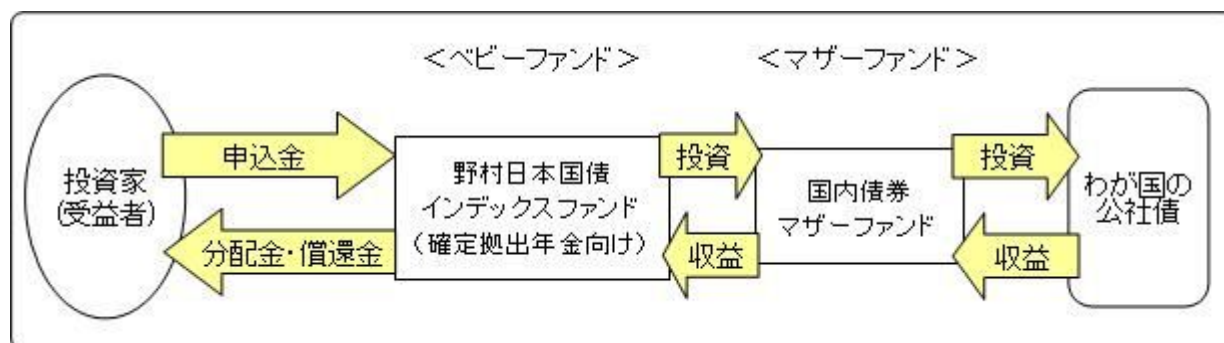 ＜ベビーファンド＞
＜マザーファンド＞
投資家
(受益者)
申込金
分配金・償還金
野村日本国債
インデックスファンド
（確定拠出年金向け）
投資
収益
国内債券
マザーファンド
投資
収益
わが国の
公社債